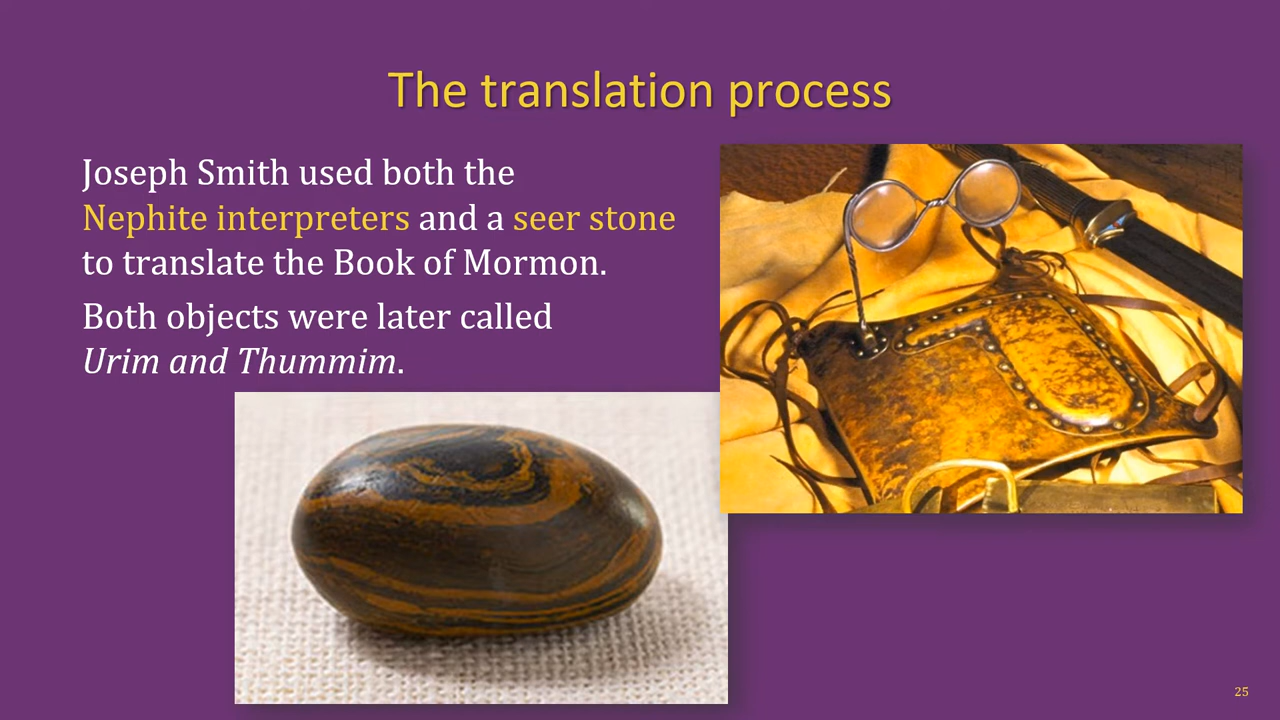 The translation process
Joseph Smith used both the
Nephite interpreters and a seer stone
to translate the Book of Mormon.
Both objects were later called
Urim and Thummim.
25